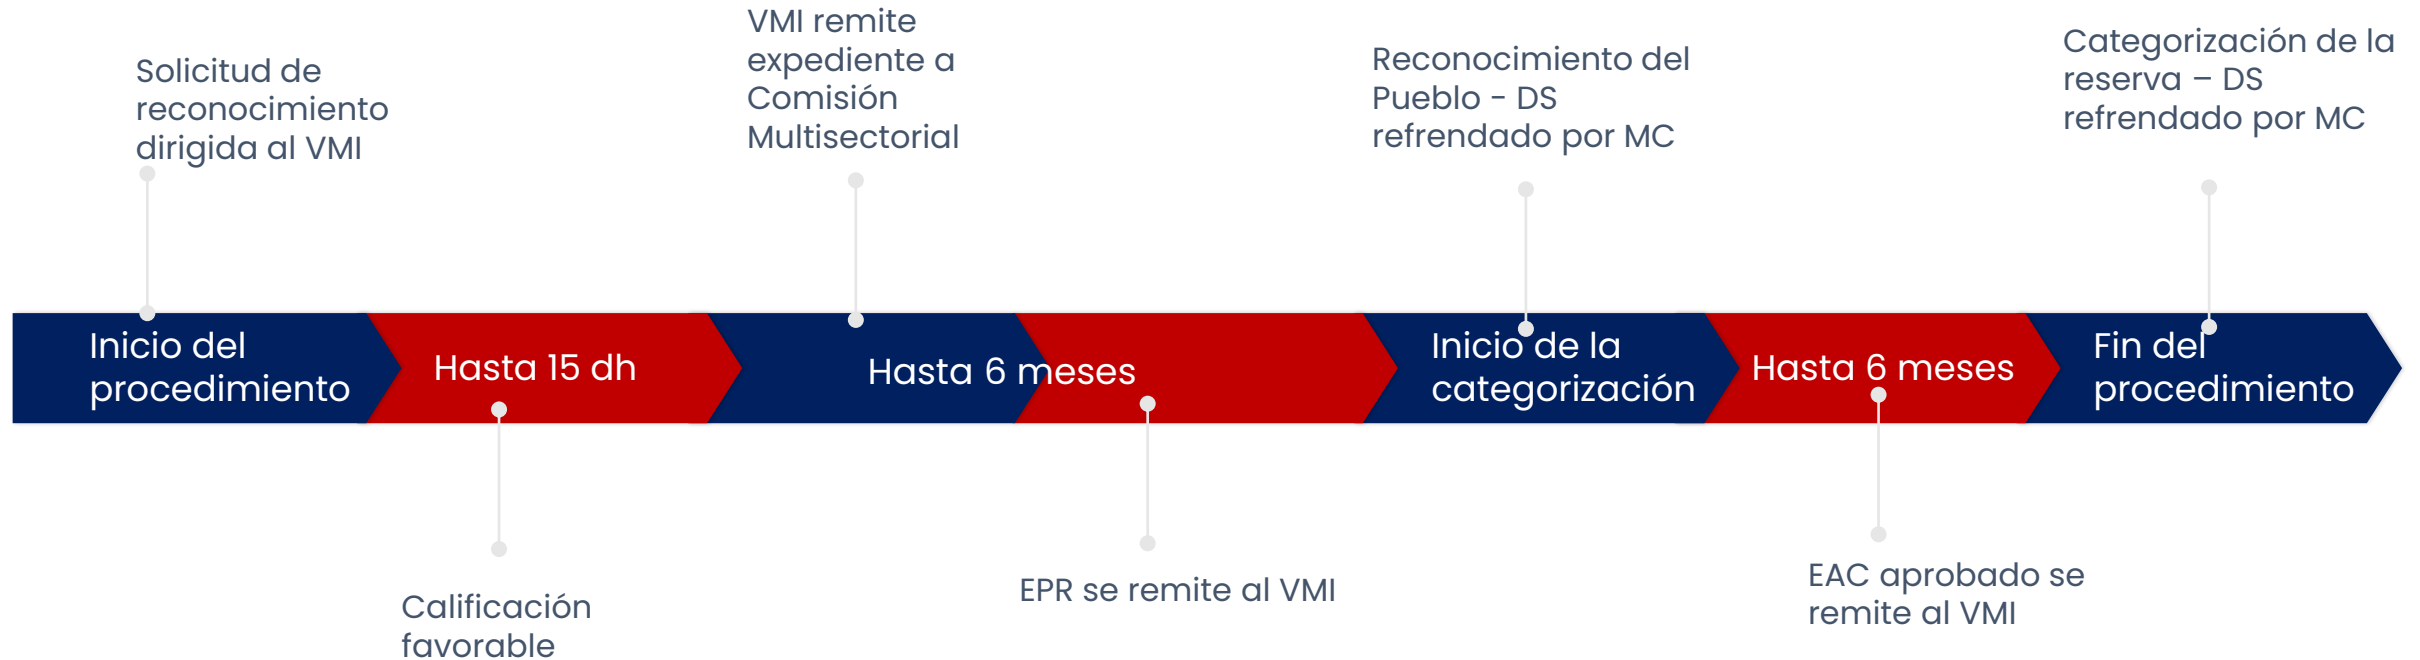 Solicitud de
reconocimiento
dirigida al VMI
VMI remite
expediente a
Comisión
Multisectorial
Reconocimiento del
Pueblo - DS
refrendado por MC
Categorización de la
reserva – DS
refrendado por MC
Inicio del
procedimiento
Hasta 15 dh
Hasta 6 meses
Inicio de la
categorización
Hasta 6 meses
Fin del
procedimiento
Calificación
favorable
EPR se remite al VMI
EAC aprobado se
remite al VMI